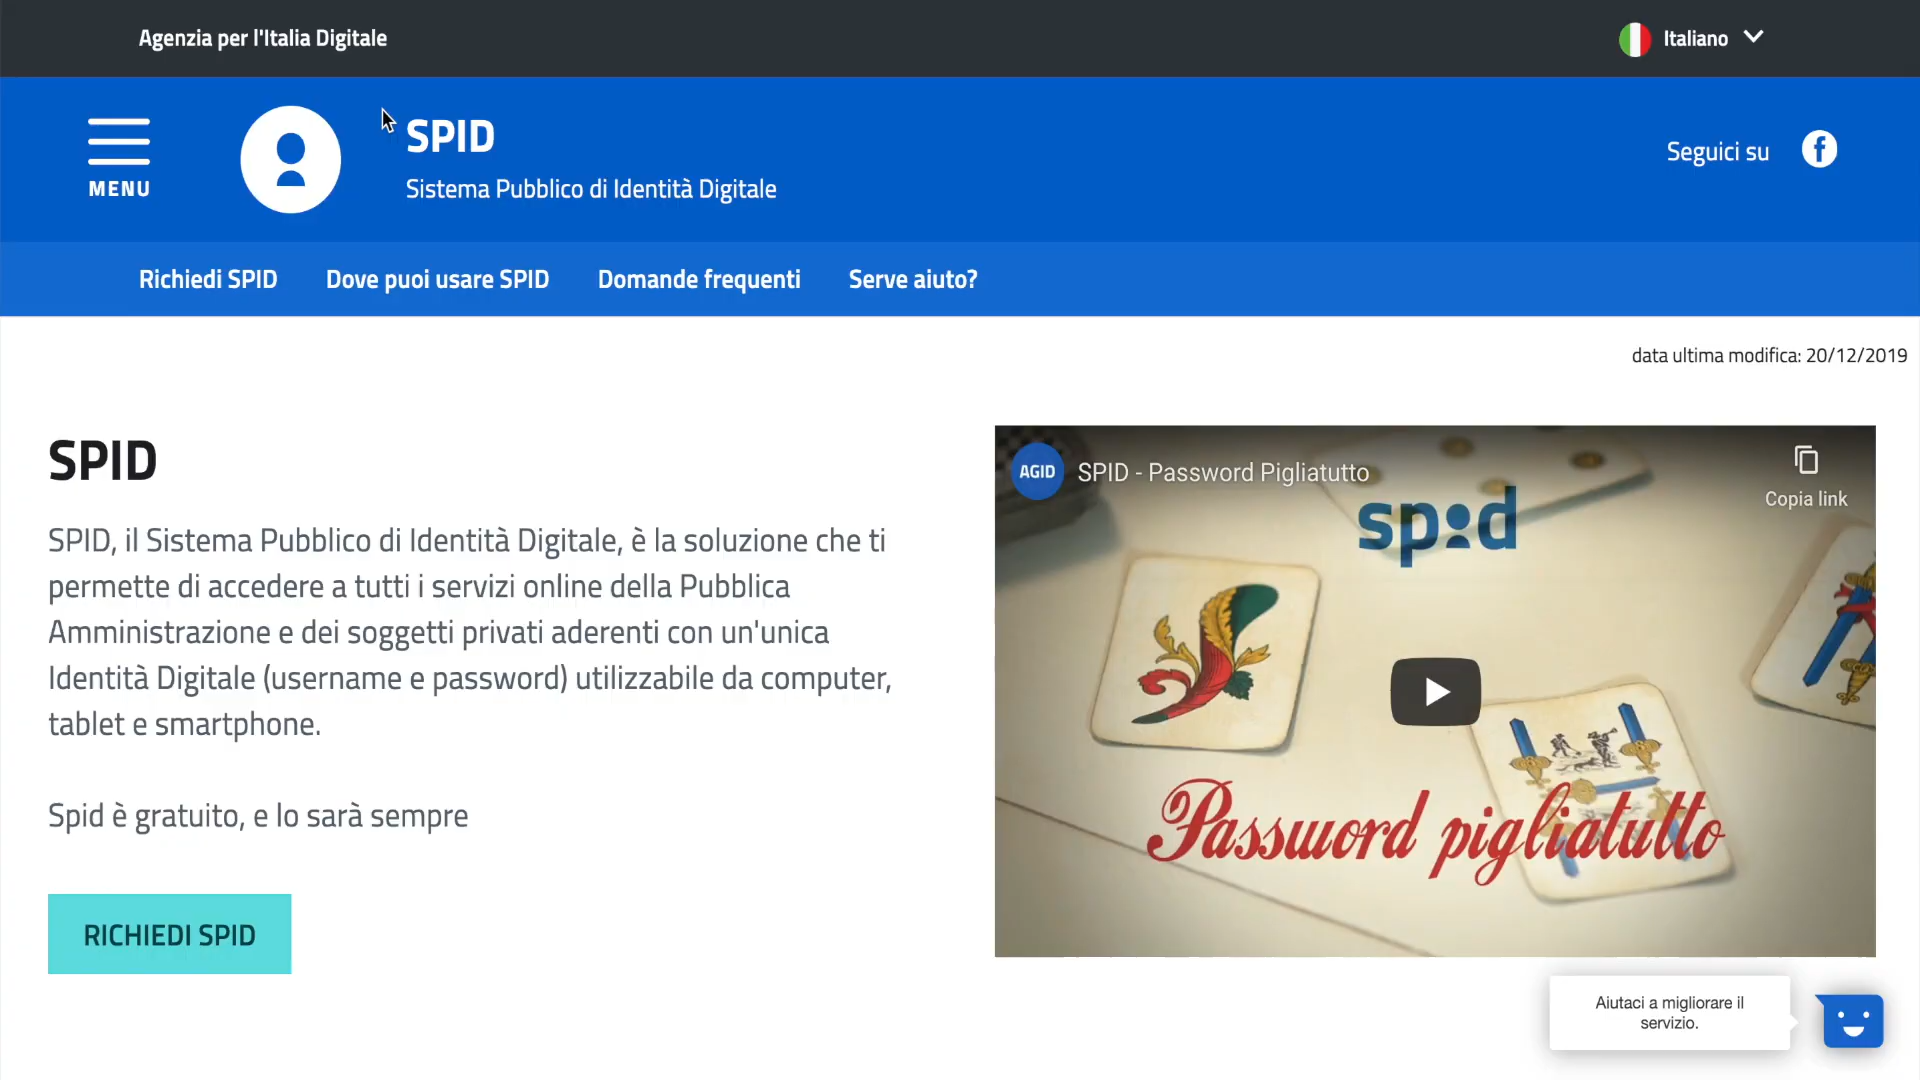 Agenzia per l'Italia Digitale
Italiano
MENU
SPID
Sistema Pubblico di Identità Digitale
Seguici su
Richiedi SPID
Dove puoi usare SPID
Domande frequenti
Serve aiuto?
data ultima modifica: 20/12/2019
SPID
SPID, il Sistema Pubblico di Identità Digitale, è la soluzione che ti
permette di accedere a tutti i servizi online della Pubblica
Amministrazione e dei soggetti privati aderenti con un'unica
Identità Digitale (username e password) utilizzabile da computer,
tablet e smartphone.
Spid è gratuito, e lo sarà sempre
RICHIEDI SPID
AGID
SPID - Password Pigliatutto
Copia link
spid
Password pigliatutto
Aiutaci a migliorare il
servizio.